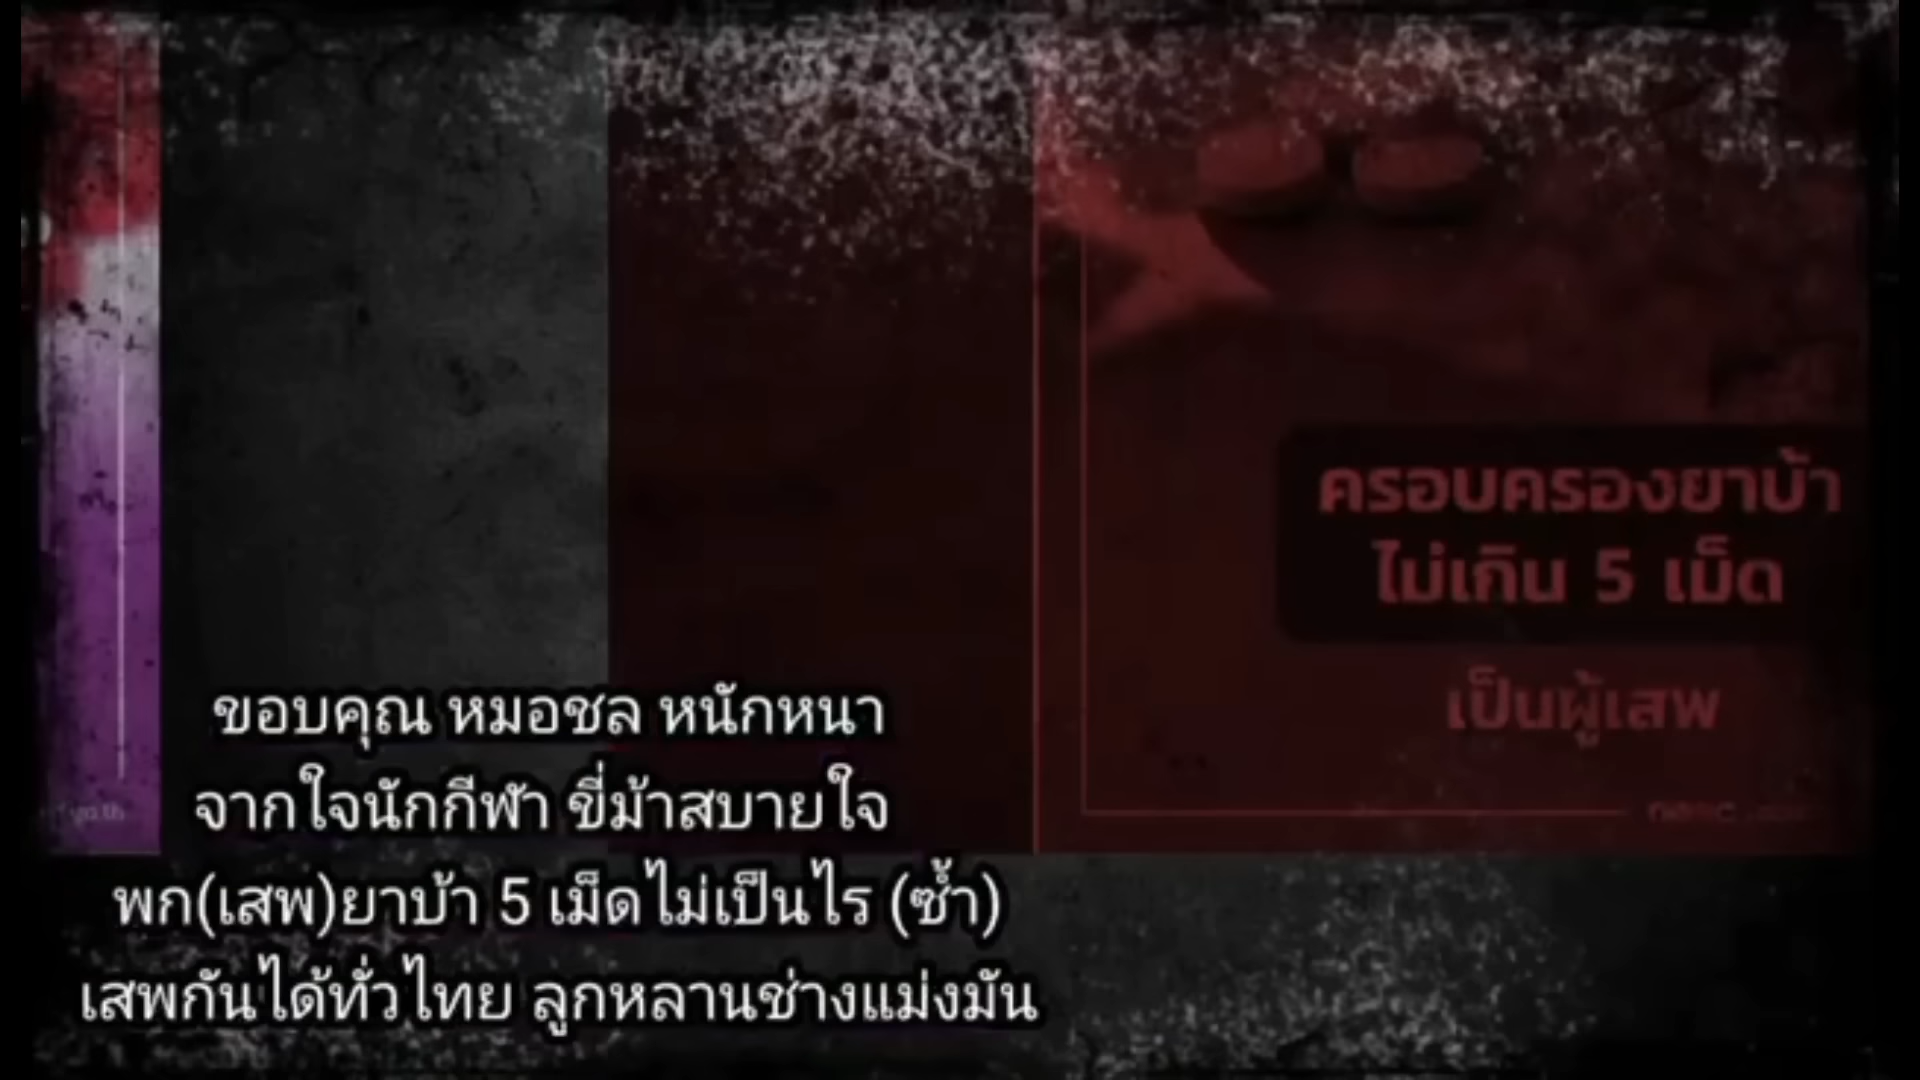 ครอบครองยาบ้า
ไม่เกิน 5 เม็ด
เป็นผู้เสพ
ขอบคุณ หมอชล หนักหนา
จากใจนักกีฬา ขี่ม้าสบายใจ
พก(เสพ)ยาบ้า 5 เม็ดไม่เป็นไร (ซ้ำ)
เสพกันได้ทั่วไทย ลูกหลานช่างแม่งมัน